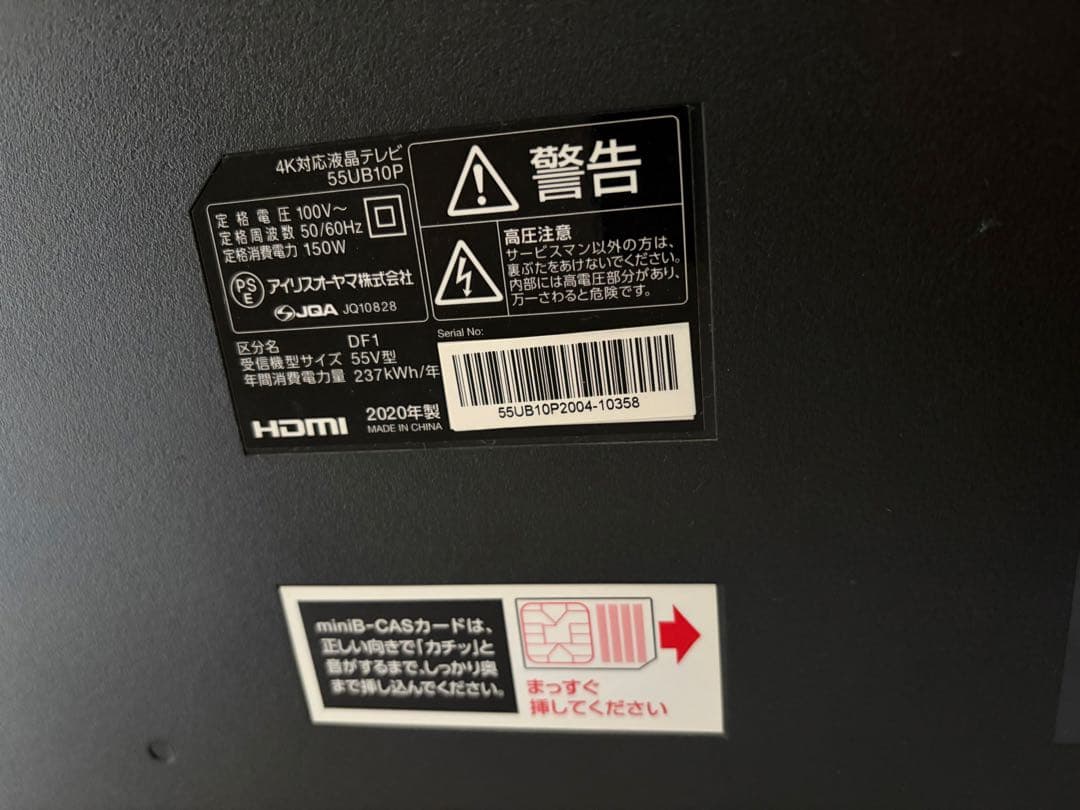 4K対応液晶テレビ
55UB10P
定格電圧 100V～
定格周波数 50/60Hz
定格消費電力 150W
PS
E
アイリスオーヤマ株式会社
JQA JQ10828
区分名 DF1
受信機型サイズ 55V型
年間消費電力量 237kWh/年
HDMI
2020年製
MADE IN CHINA
警告
高圧注意
サービスマン以外の方は、
裏ぶたをあけないでください。
内部には高電圧部分があり、
万一さわると危険です。
Serial No:
55UB10P2004-10358
miniB-CASカードは、
正しい向きで「カチッ」と
音がするまで、しっかり奥
まで挿し込んでください。
まっすぐ
挿してください